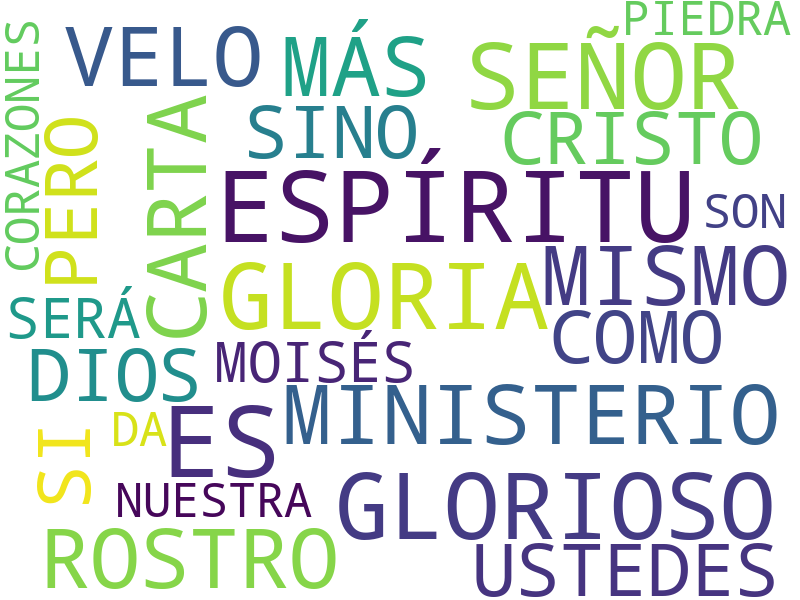 PIEDRA
VELO
MÁS
SEÑOR
CORAZONES
PERO
CARTA
SINO
CRISTO
ESPÍRITU
SON
GLORIA
MISMO
SERÁ
COMO
DIOS
MOISÉS
DA
ES
MINISTERIO
SI
NUESTRA
GLORIOSO
ROSTRO
USTEDES